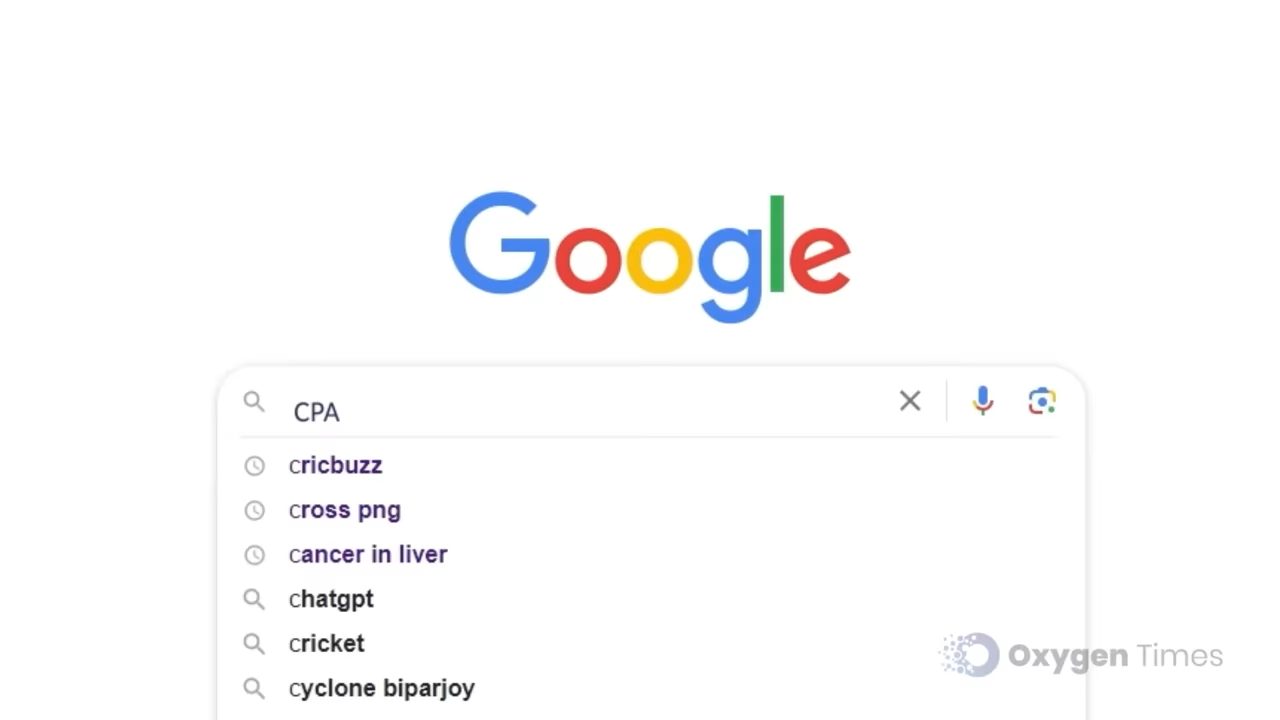 Google
CPA
cricbuzz
cross png
cancer in liver
chatgpt
cricket
cyclone biparjoy
Oxygen Times